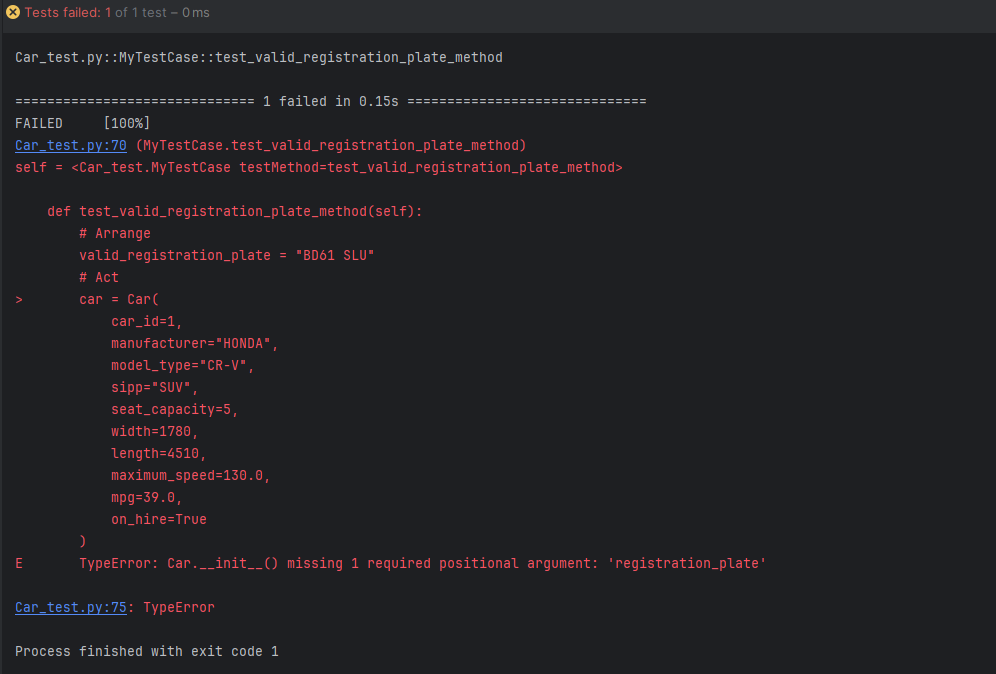 Tests failed: 1 of 1 test – 0 ms
Car_test.py::MyTestCase::test_valid_registration_plate_method
============================== 1 failed in 0.15s ==============================
FAILED     [100%]
Car_test.py:70 (MyTestCase.test_valid_registration_plate_method)
self = <Car_test.MyTestCase testMethod=test_valid_registration_plate_method>
    def test_valid_registration_plate_method(self):
        # Arrange
        valid_registration_plate = "BD61 SLU"
        # Act
>       car = Car(
            car_id=1,
            manufacturer="HONDA",
            model_type="CR-V",
            sipp="SUV",
            seat_capacity=5,
            width=1780,
            length=4510,
            maximum_speed=130.0,
            mpg=39.0,
            on_hire=True
        )
E       TypeError: Car.__init__() missing 1 required positional argument: 'registration_plate'
Car_test.py:75: TypeError
Process finished with exit code 1